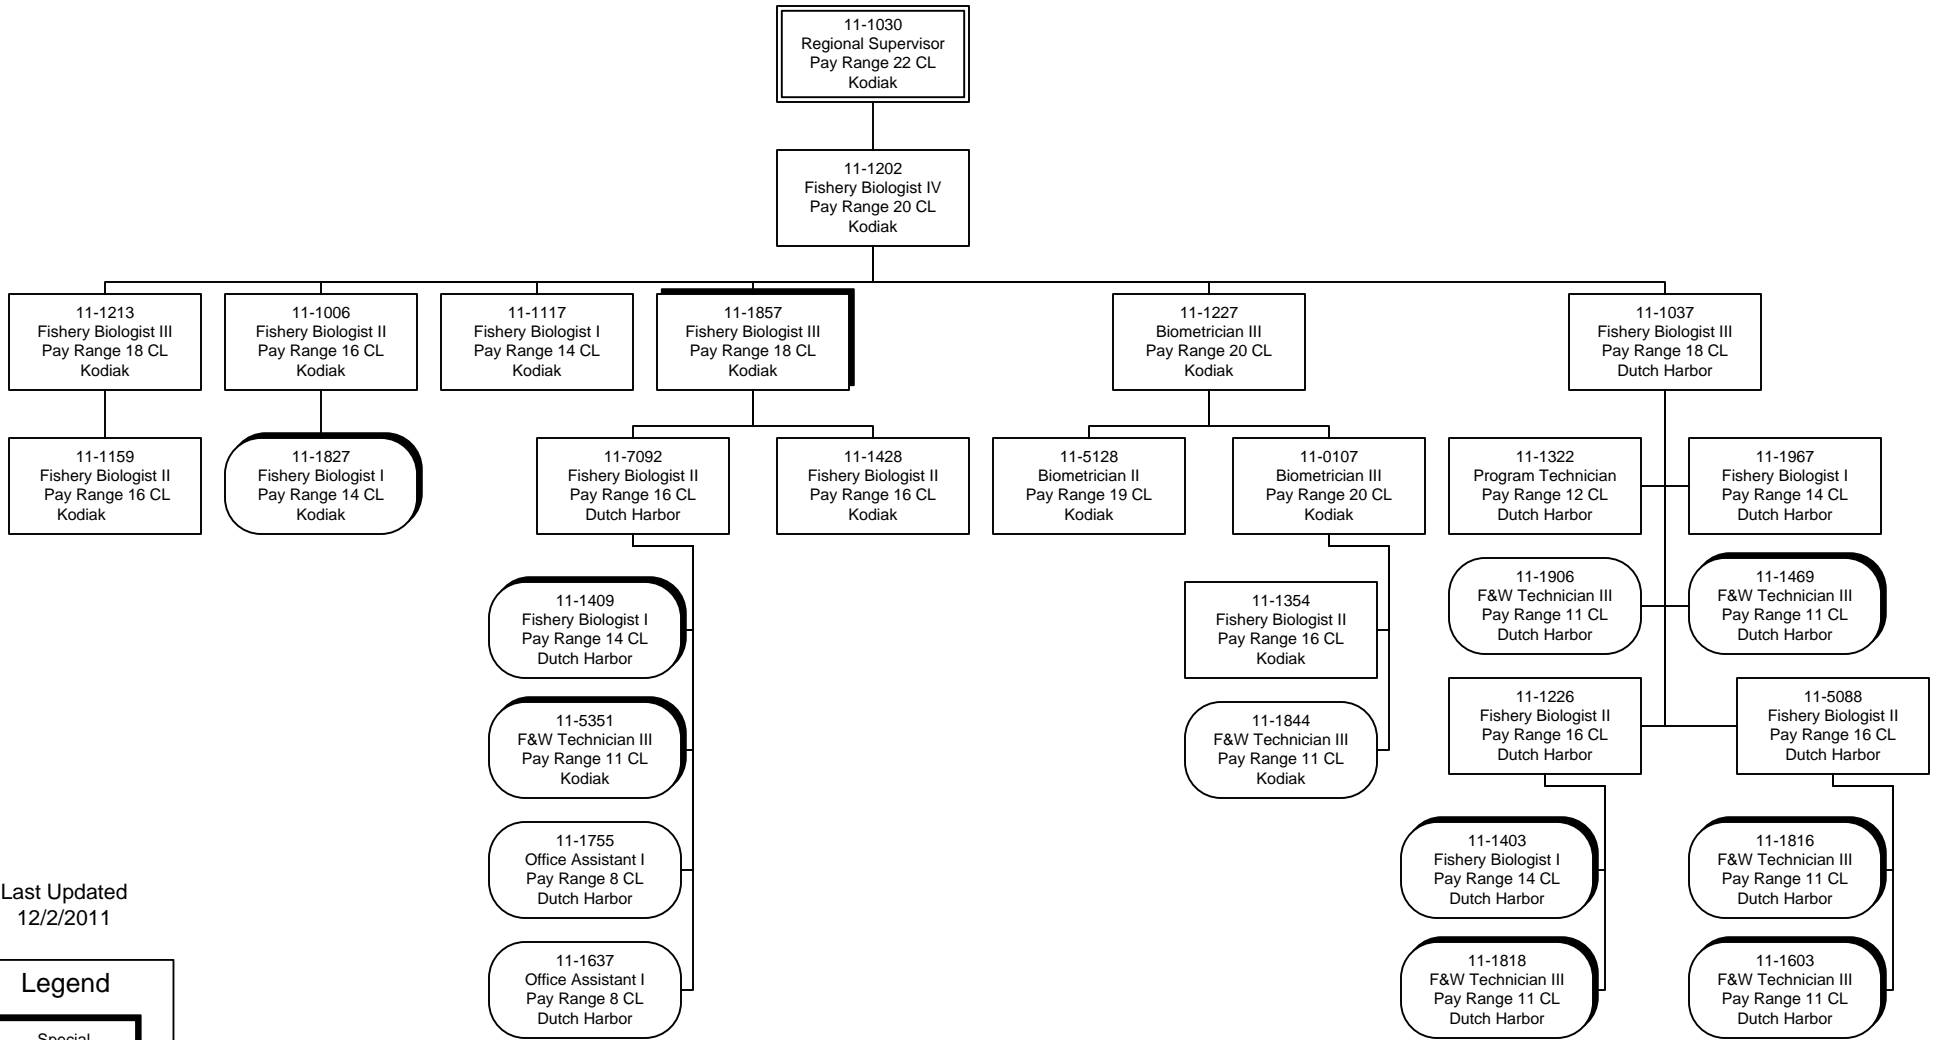 11-1030
Regional Supervisor
Pay Range 22 CL
Kodiak
11-1202
Fishery Biologist IV
Pay Range 20 CL
Kodiak
11-1213
Fishery Biologist III
Pay Range 18 CL
Kodiak
11-1006
Fishery Biologist II
Pay Range 16 CL
Kodiak
11-1117
Fishery Biologist I
Pay Range 14 CL
Kodiak
11-1857
Fishery Biologist III
Pay Range 18 CL
Kodiak
11-1227
Biometrician III
Pay Range 20 CL
Kodiak
11-1037
Fishery Biologist III
Pay Range 18 CL
Dutch Harbor
11-1159
Fishery Biologist II
Pay Range 16 CL
Kodiak
11-1827
Fishery Biologist I
Pay Range 14 CL
Kodiak
11-7092
Fishery Biologist II
Pay Range 16 CL
Dutch Harbor
11-1428
Fishery Biologist II
Pay Range 16 CL
Kodiak
11-5128
Biometrician II
Pay Range 19 CL
Kodiak
11-0107
Biometrician III
Pay Range 20 CL
Kodiak
11-1322
Program Technician
Pay Range 12 CL
Dutch Harbor
11-1967
Fishery Biologist I
Pay Range 14 CL
Dutch Harbor
11-1409
Fishery Biologist I
Pay Range 14 CL
Dutch Harbor
11-1354
Fishery Biologist II
Pay Range 16 CL
Kodiak
11-1906
F&W Technician III
Pay Range 11 CL
Dutch Harbor
11-1469
F&W Technician III
Pay Range 11 CL
Dutch Harbor
11-5351
F&W Technician III
Pay Range 11 CL
Kodiak
11-1844
F&W Technician III
Pay Range 11 CL
Kodiak
11-1226
Fishery Biologist II
Pay Range 16 CL
Dutch Harbor
11-5088
Fishery Biologist II
Pay Range 16 CL
Dutch Harbor
11-1755
Office Assistant I
Pay Range 8 CL
Dutch Harbor
11-1403
Fishery Biologist I
Pay Range 14 CL
Dutch Harbor
11-1816
F&W Technician III
Pay Range 11 CL
Dutch Harbor
11-1637
Office Assistant I
Pay Range 8 CL
Dutch Harbor
11-1818
F&W Technician III
Pay Range 11 CL
Dutch Harbor
11-1603
F&W Technician III
Pay Range 11 CL
Dutch Harbor
Last Updated
12/2/2011
Legend
Special